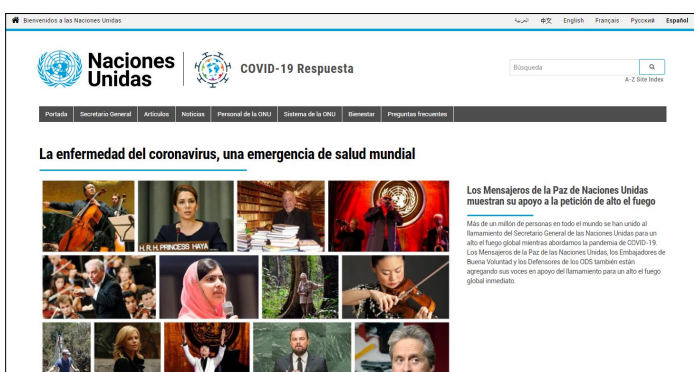 Bienvenidos a las Naciones Unidas
العربية 中文 English Français Русский Español
Naciones
Unidas
COVID-19 Respuesta
Búsqueda
A-Z Site Index
Portada Secretario General Artículos Noticias Personal de la ONU Sistema de la ONU Bienestar Preguntas frecuentes
La enfermedad del coronavirus, una emergencia de salud mundial
H.R.H. PRINCESS HAYA
Los Mensajeros de la Paz de Naciones Unidas
muestran su apoyo a la petición de alto el fuego
Más de un millón de personas en todo el mundo se han unido al
llamamiento del Secretario General de las Naciones Unidas para un
alto el fuego global mientras abordamos la pandemia de COVID-19.
Los Mensajeros de la Paz de las Naciones Unidas, los Embajadores de
Buena Voluntad y los Defensores de los ODS también están
agregando sus voces en apoyo del llamamiento para un alto el fuego
global inmediato.